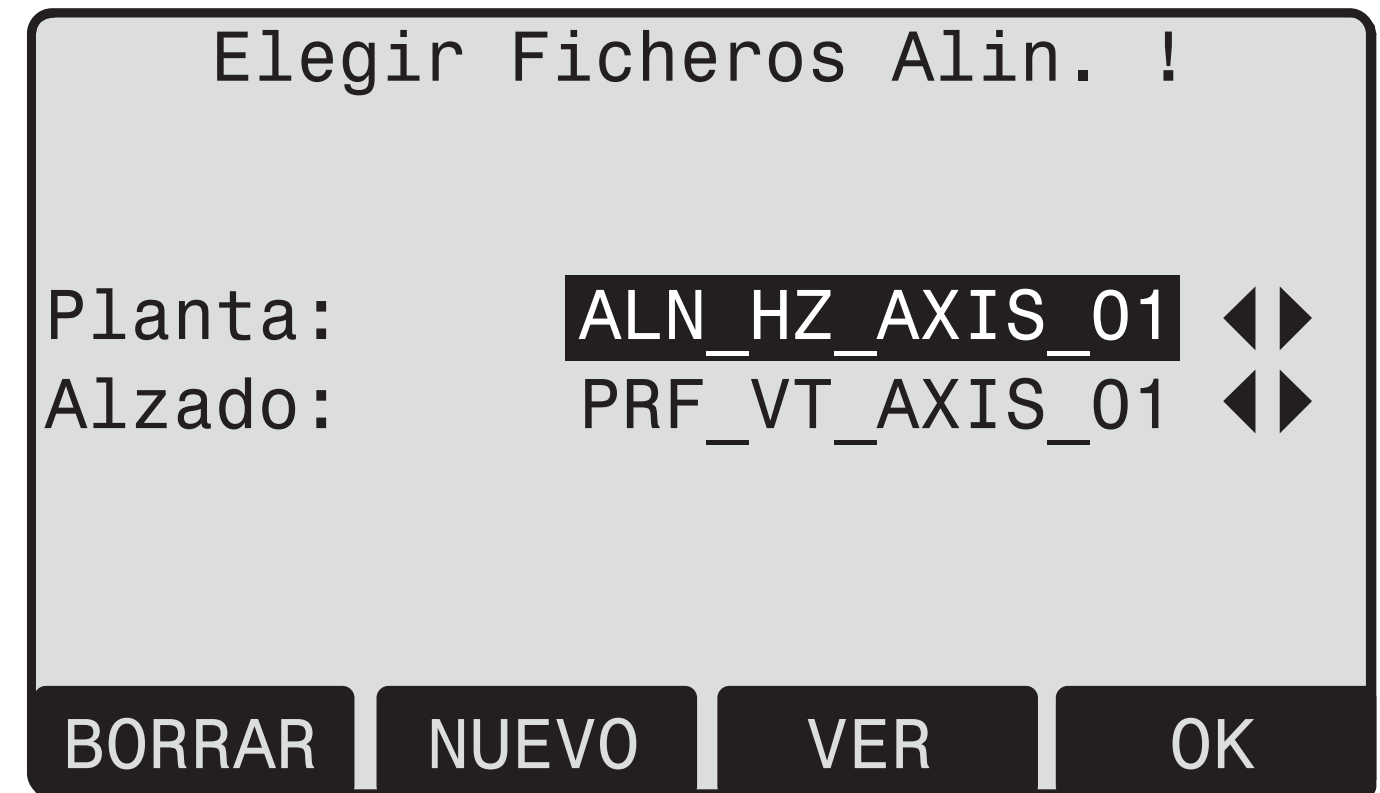 Elegir Ficheros Alin. !
Planta: ALN_HZ_AXIS_01
Alzado: PRF_VT_AXIS_01
BORRAR NUEVO VER OK